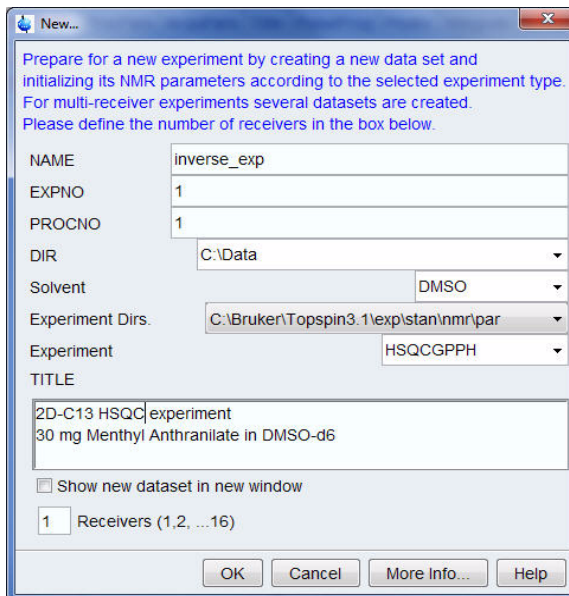 New...
Prepare for a new experiment by creating a new data set and
initializing its NMR parameters according to the selected experiment type.
For multi-receiver experiments several datasets are created.
Please define the number of receivers in the box below.
NAME inverse_exp
EXPNO 1
PROCNO 1
DIR C:\Data
Solvent DMSO
Experiment Dirs. C:\Bruker\Topspin3.1\exp\stan\nmr\par
Experiment HSQCGPPH
TITLE
2D-C13 HSQC experiment
30 mg Menthyl Anthranilate in DMSO-d6
Show new dataset in new window
1 Receivers (1,2, ...16)
OK Cancel More Info... Help